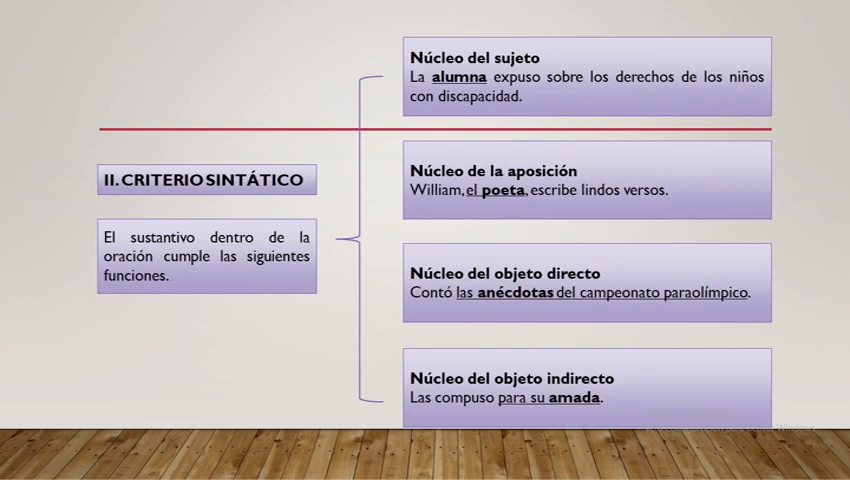 II. CRITERIO SINTÁTICO
El sustantivo dentro de la
oración cumple las siguientes
funciones.
Núcleo del sujeto
La alumna expuso sobre los derechos de los niños
con discapacidad.
Núcleo de la aposición
William, el poeta, escribe lindos versos.
Núcleo del objeto directo
Contó las anécdotas del campeonato paraolímpico.
Núcleo del objeto indirecto
Las compuso para su amada.